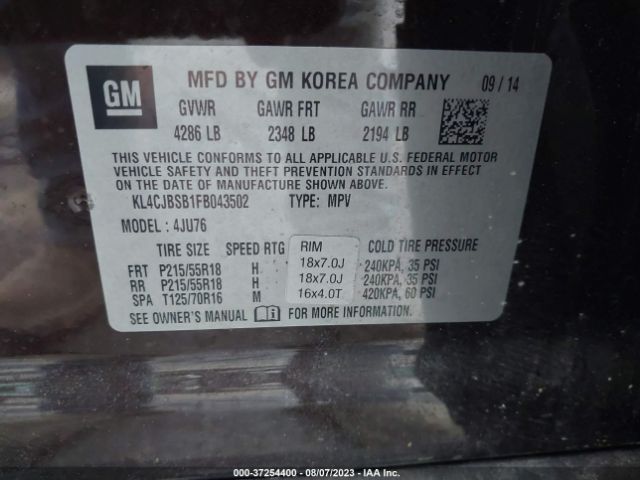 GM
MFD BY GM KOREA COMPANY 09/14
GVWR GAWR FRT GAWR RR
4286 LB 2348 LB 2194 LB
THIS VEHICLE CONFORMS TO ALL APPLICABLE U.S. FEDERAL MOTOR
VEHICLE SAFETY AND THEFT PREVENTION STANDARDS IN EFFECT ON
THE DATE OF MANUFACTURE SHOWN ABOVE.
KL4CJBSB1FB043502 TYPE: MPV
MODEL: 4JU76
TIRE SIZE SPEED RTG RIM COLD TIRE PRESSURE
FRT P215/55R18 H 18x7.0J 240KPA, 35 PSI
RR P215/55R18 H 18x7.0J 240KPA, 35 PSI
SPA T125/70R16 M 16x4.0T 420KPA, 60 PSI
SEE OWNER'S MANUAL FOR MORE INFORMATION.
000-37254400 - 08/07/2023 - IAA Inc.